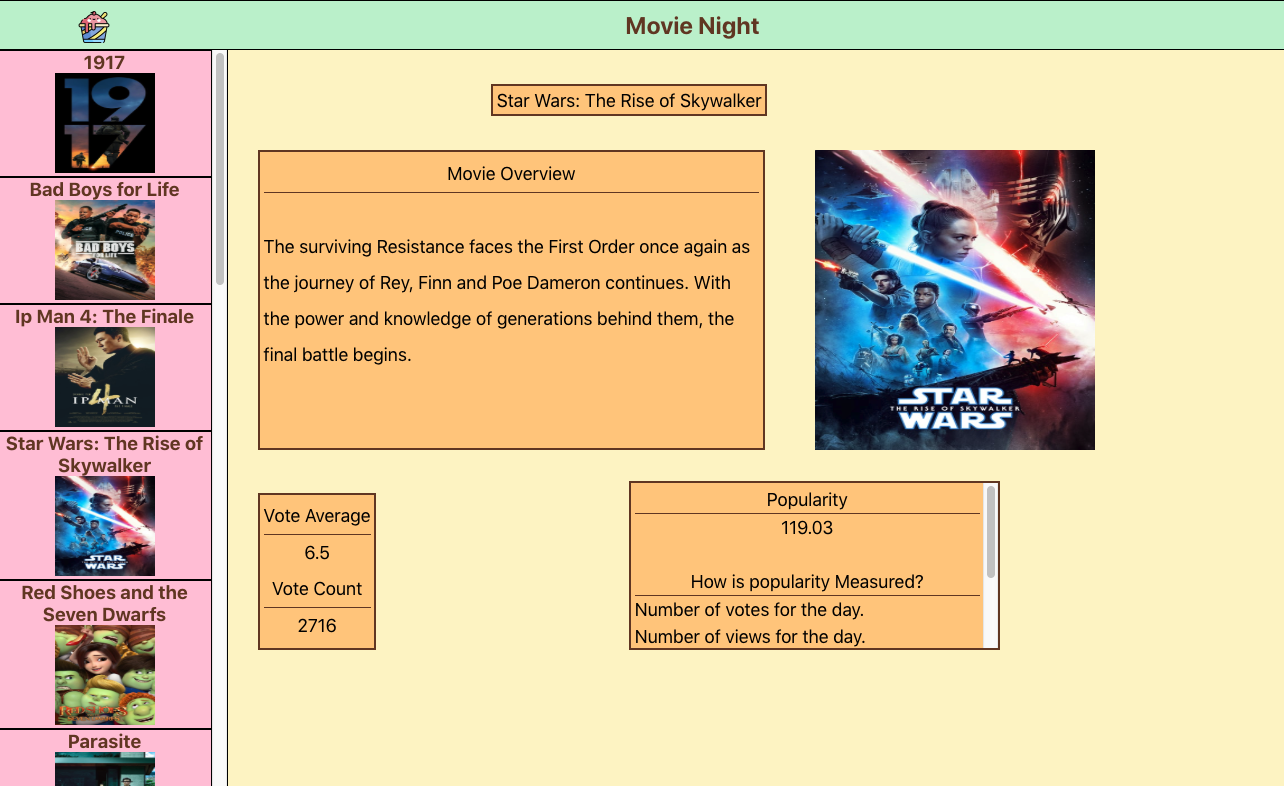 Movie Night
1917
19
17
Bad Boys for Life
BAD BOYS
FOR LIFE
Ip Man 4: The Finale
IP MAN
4
Star Wars: The Rise of
Skywalker
STAR
WARS
Red Shoes and the
Seven Dwarfs
Parasite
Star Wars: The Rise of Skywalker
Movie Overview
The surviving Resistance faces the First Order once again as
the journey of Rey, Finn and Poe Dameron continues. With
the power and knowledge of generations behind them, the
final battle begins.
STAR
THE RISE OF SKYWALKER
WARS
Vote Average
6.5
Vote Count
2716
Popularity
119.03
How is popularity Measured?
Number of votes for the day.
Number of views for the day.